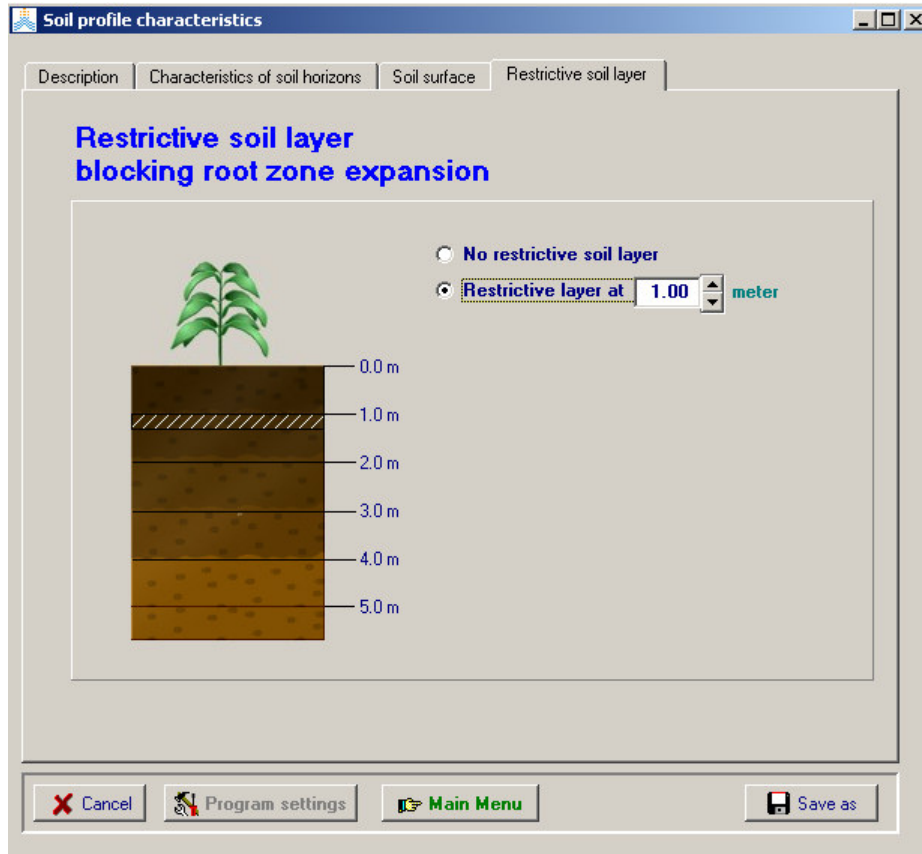 Soil profile characteristics
Description
Characteristics of soil horizons
Soil surface
Restrictive soil layer
Restrictive soil layer
blocking root zone expansion
No restrictive soil layer
Restrictive layer at 1.00 meter
0.0 m
1.0 m
2.0 m
3.0 m
4.0 m
5.0 m
Cancel
Program settings
Main Menu
Save as